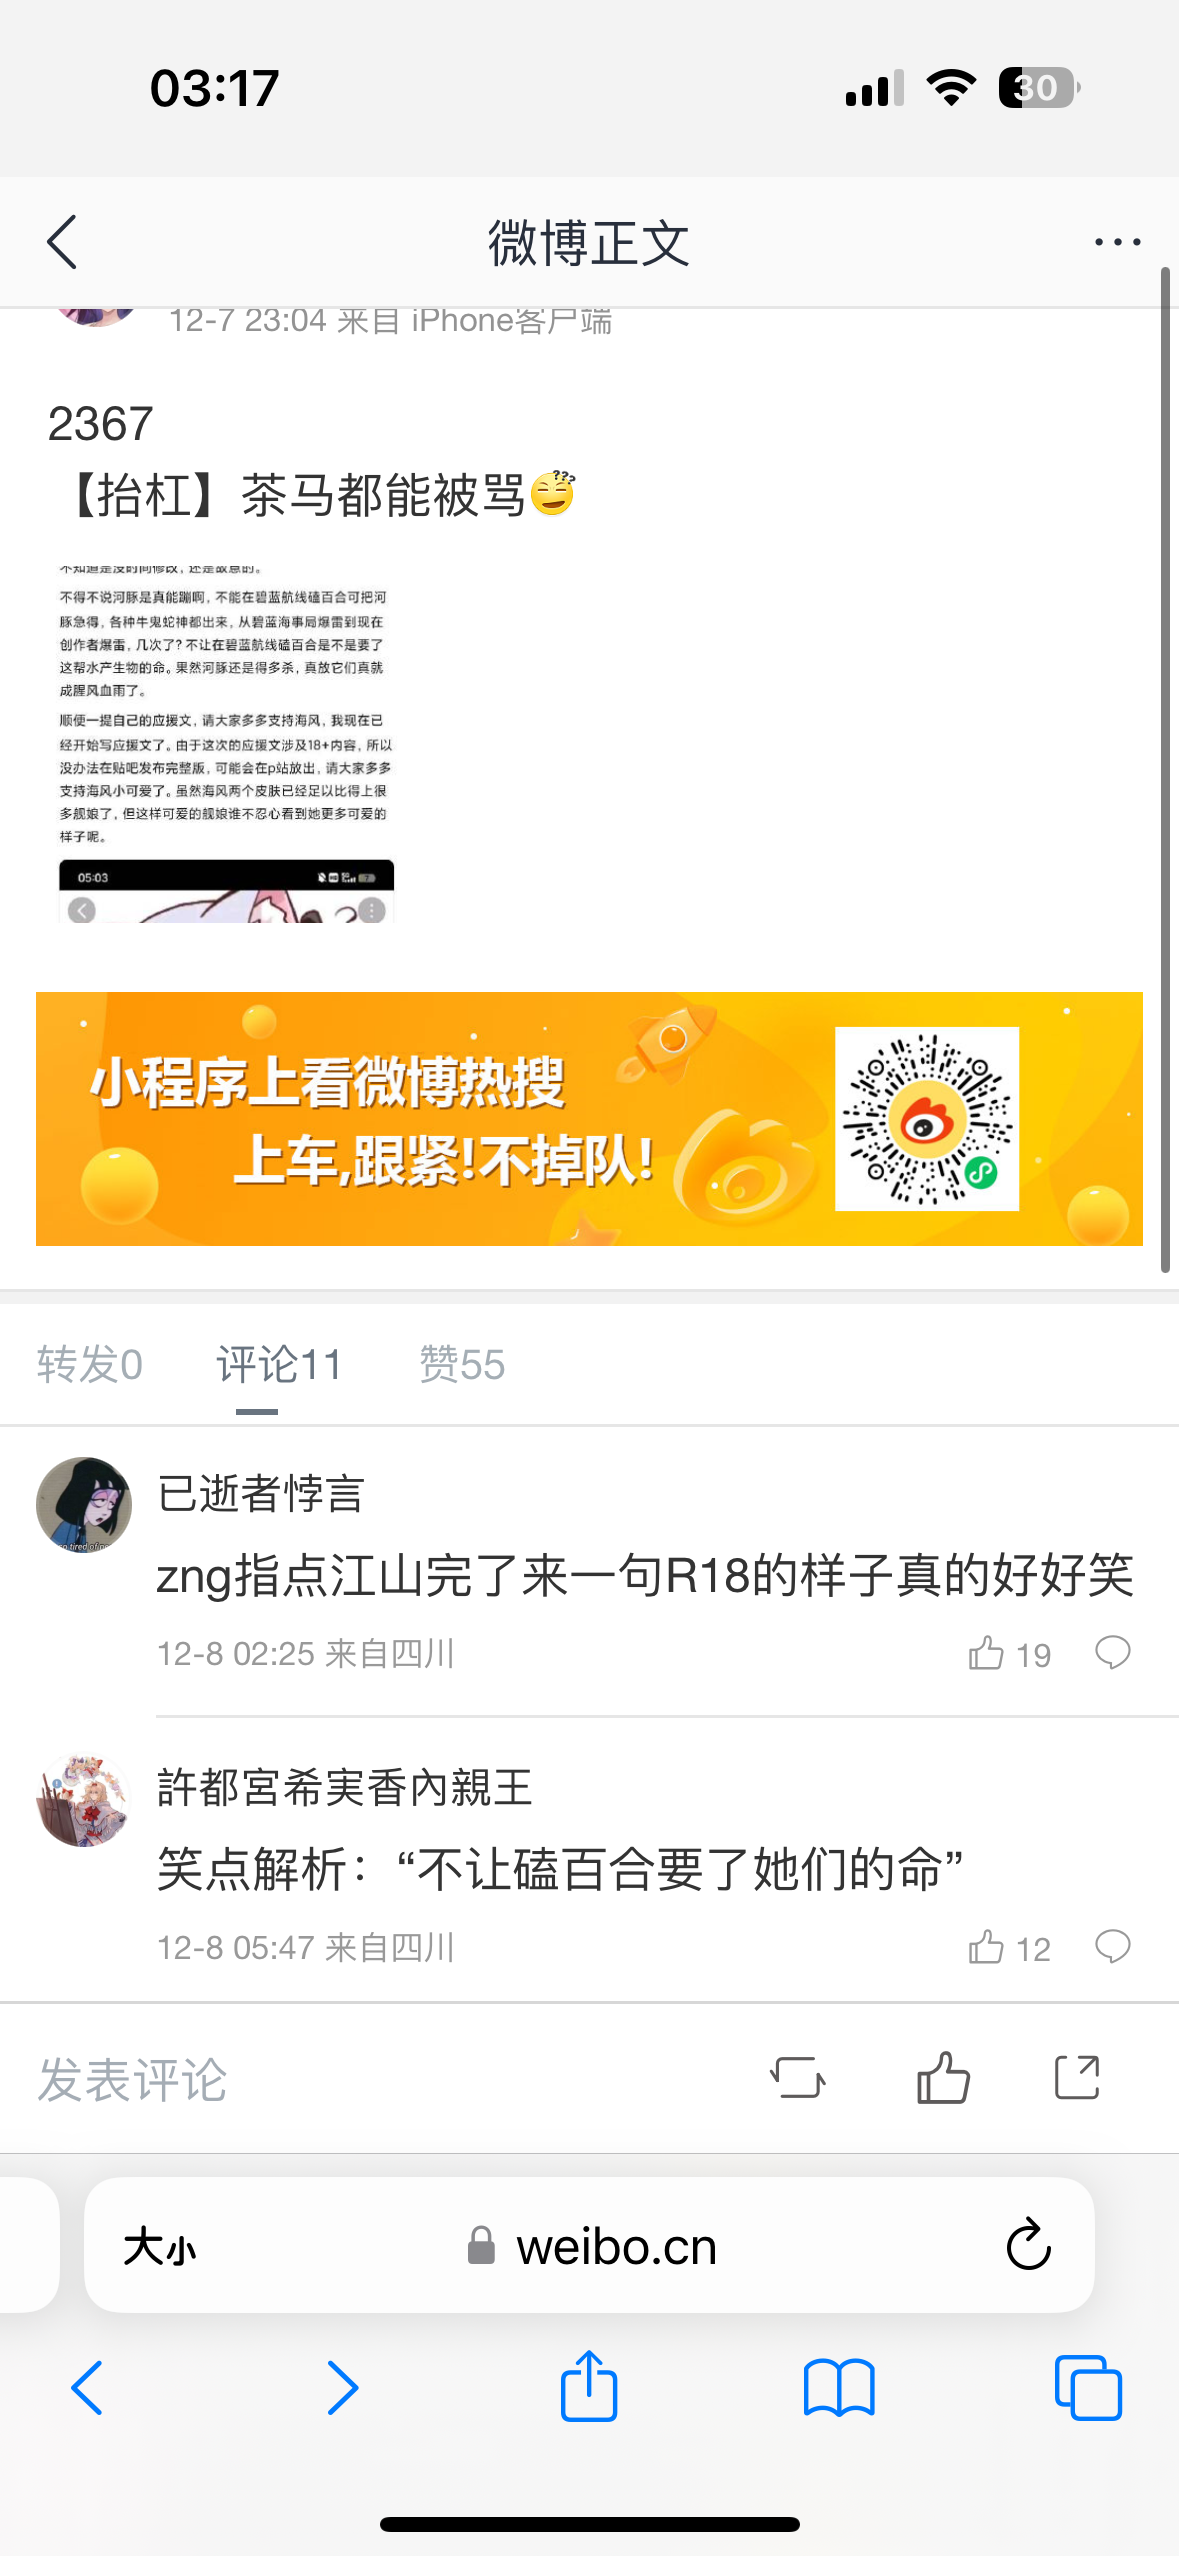 03:17
30
微博正文
12-7 23:04 来自 iPhone客户端
2367
【抬杠】茶马都能被骂
不知道是没时间修改，还是故意的。
不得不说河豚是真能蹦啊，不能在碧蓝航线磕百合可把河
豚急得，各种牛鬼蛇神都出来，从碧蓝海事局爆雷到现在
创作者爆雷，几次了？不让在碧蓝航线磕百合是不是要了
这帮水产生物的命。果然河豚还是得多杀，真放它们真就
成腥风血雨了。
顺便一提自己的应援文，请大家多多支持海风，我现在已
经开始写应援文了。由于这次的应援文涉及18+内容，所以
没办法在贴吧发布完整版，可能会在p站放出，请大家多多
支持海风小可爱了。虽然海风两个皮肤已经足以比得上很
多舰娘了，但这样可爱的舰娘谁不忍心看到她更多可爱的
样子呢。
05:03
小程序上看微博热搜
上车,跟紧!不掉队!
转发0 评论11 赞55
已逝者悖言
zng指点江山完了来一句R18的样子真的好好笑
12-8 02:25 来自四川
19
許都宮希実香內親王
笑点解析：“不让磕百合要了她们的命”
12-8 05:47 来自四川
12
发表评论
大小
weibo.cn